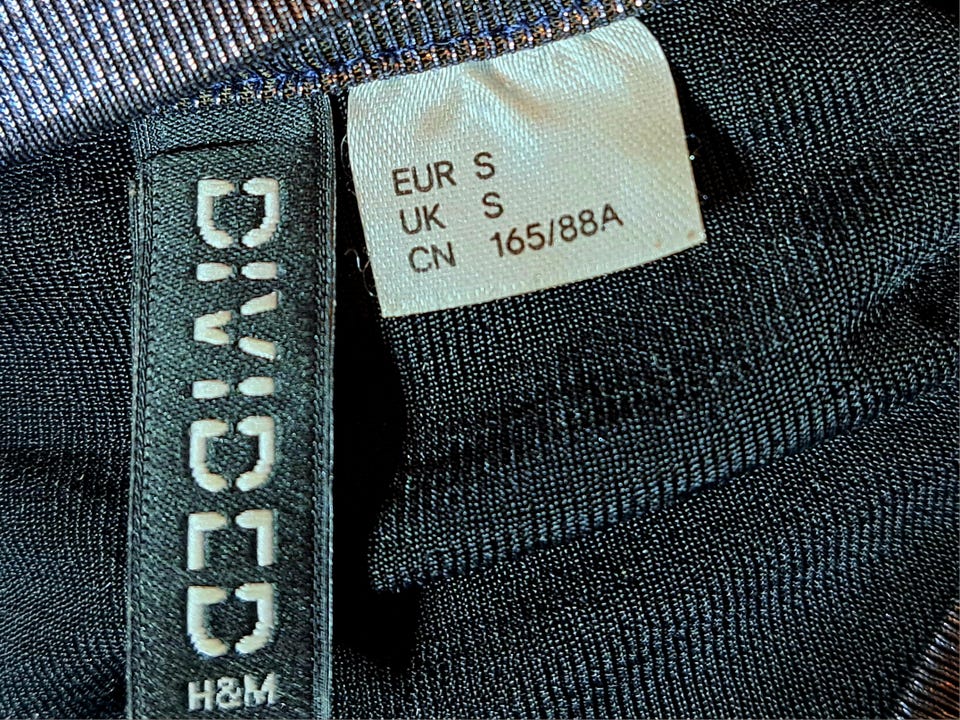 DIVIDED
H&M
EUR S
UK S
CN 165/88A